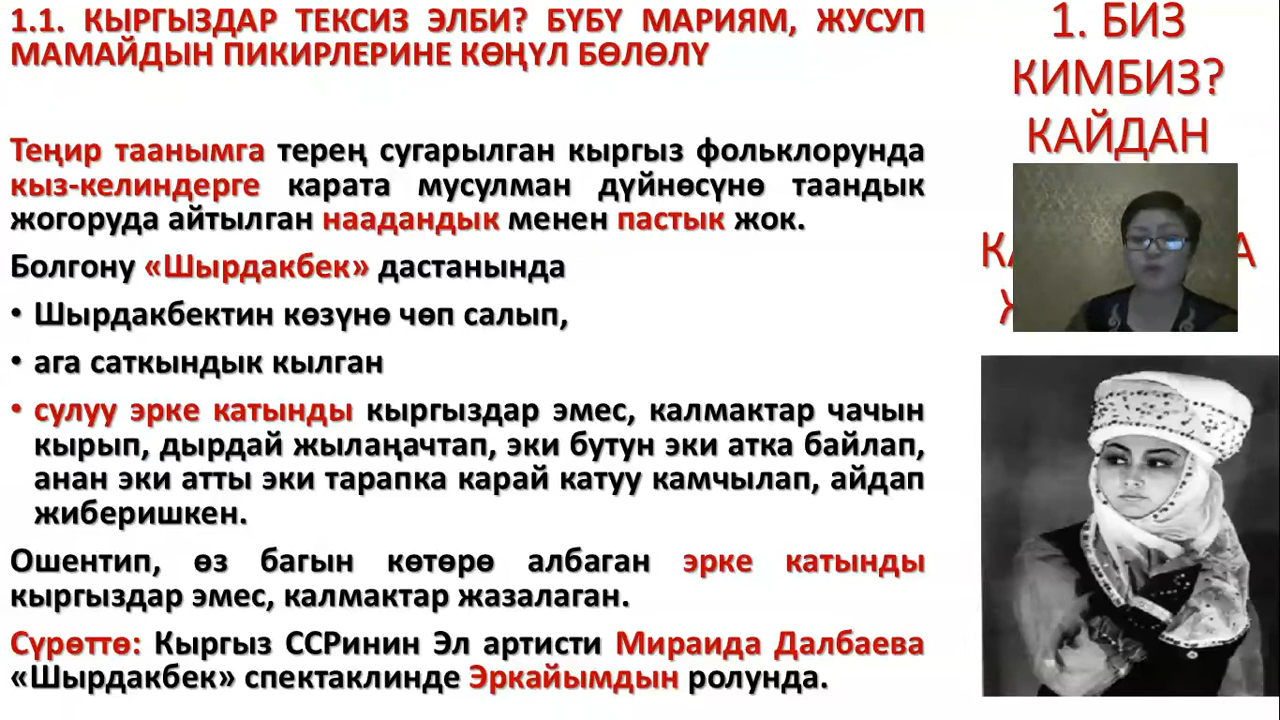 1.1. КЫРГЫЗДАР ТЕКСИЗ ЭЛБИ? БҮБҮ МАРИЯМ, ЖУСУП
МАМАЙДЫН ПИКИРЛЕРИНЕ КӨҢҮЛ БӨЛӨЛҮ
Теңир таанымга терең сугарылган кыргыз фольклорунда
кыз-келиндерге карата мусулман дүйнөсүнө таандык
жогоруда айтылган наадандык менен пастык жок.
Болгону «Шырдакбек» дастанында
• Шырдакбектин көзүнө чөп салып,
• ага саткындык кылган
• сулуу эрке катынды кыргыздар эмес, калмактар чачын
кырып, дырдай жылаңачтап, эки бутун эки атка байлап,
анан эки атты эки тарапка карай катуу камчылап, айдап
жиберишкен.
Ошентип, өз багын көтөрө албаган эрке катынды
кыргыздар эмес, калмактар жазалаган.
Сүрөттө: Кыргыз ССРинин Эл артисти Мираида Далбаева
«Шырдакбек» спектаклинде Эркайымдын ролунда.
1. БИЗ
КИМБИЗ?
КАЙДАН